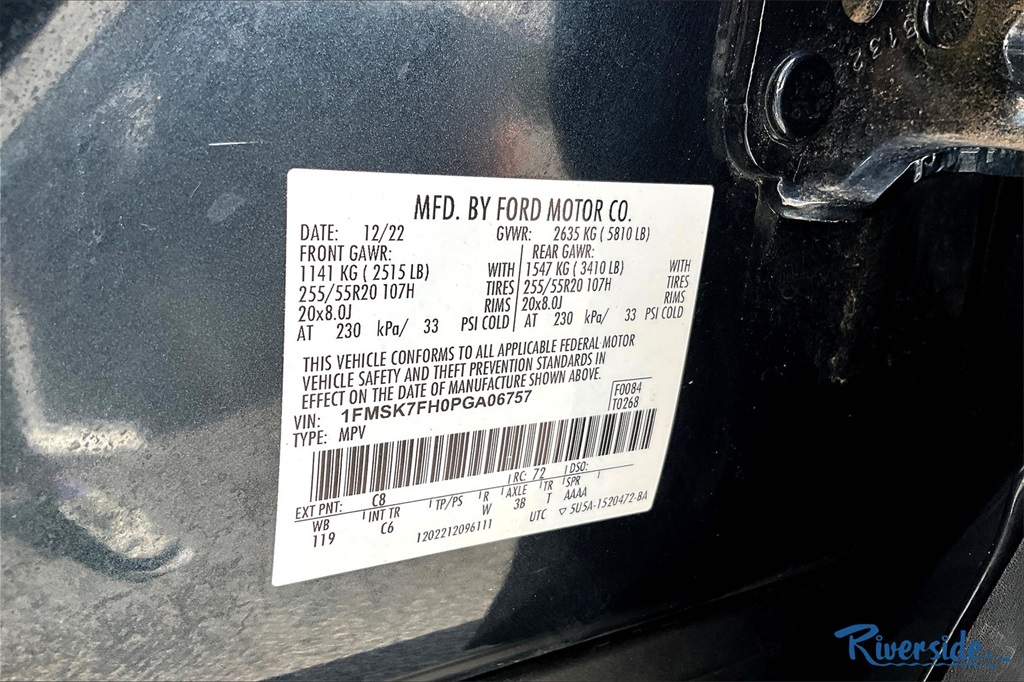 B132
MFD. BY FORD MOTOR CO.
DATE: 12/22 GVWR: 2635 KG ( 5810 LB)
FRONT GAWR: REAR GAWR:
1141 KG ( 2515 LB) WITH 1547 KG ( 3410 LB) WITH
255/55R20 107H TIRES 255/55R20 107H TIRES
20x8.0J RIMS 20x8.0J RIMS
AT 230 kPa/ 33 PSI COLD AT 230 kPa/ 33 PSI COLD
THIS VEHICLE CONFORMS TO ALL APPLICABLE FEDERAL MOTOR
VEHICLE SAFETY AND THEFT PREVENTION STANDARDS IN
EFFECT ON THE DATE OF MANUFACTURE SHOWN ABOVE.
VIN: 1FMSK7FH0PGA06757 F0084
TYPE: MPV T0268
EXT PNT: C8 RC: 72 DSO:
WB INT TR TP/PS R AXLE TR SPR
119 C6 W 3B T AAAA
1202212096111 UTC ▽ 5U5A-1520472-BA
Riverside